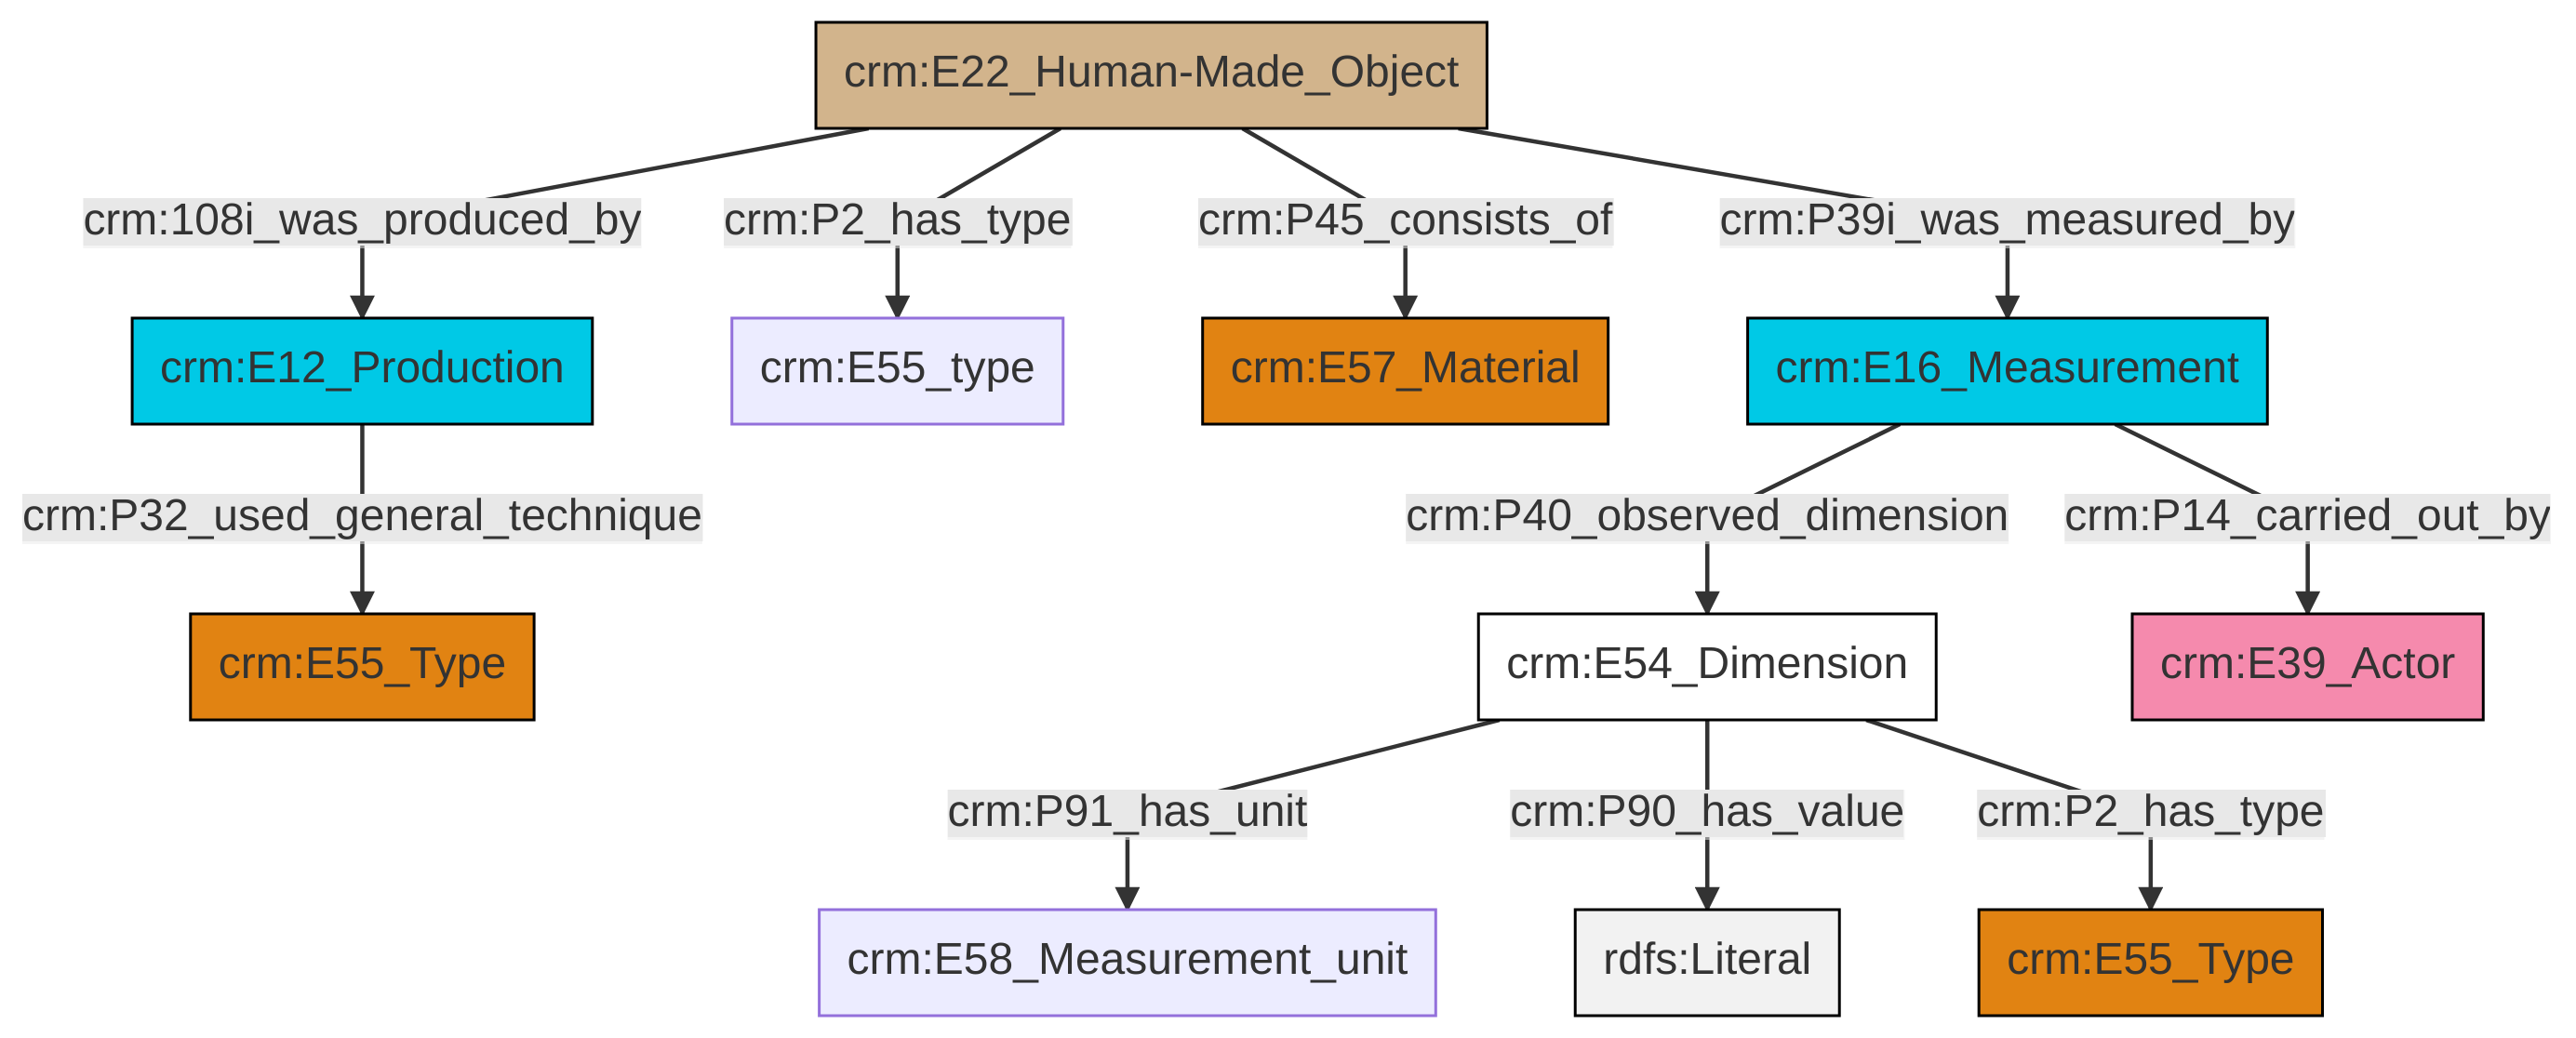 crm:E22_Human-Made_Object
crm:108i_was_produced_by
crm:P2_has_type
crm:P45_consists_of
crm:P39i_was_measured_by
crm:E12_Production
crm:E55_type
crm:E57_Material
crm:E16_Measurement
crm:P32_used_general_technique
crm:P40_observed_dimension
crm:P14_carried_out_by
crm:E55_Type
crm:E54_Dimension
crm:E39_Actor
crm:P91_has_unit
crm:P90_has_value
crm:P2_has_type
crm:E58_Measurement_unit
rdfs:Literal
crm:E55_Type